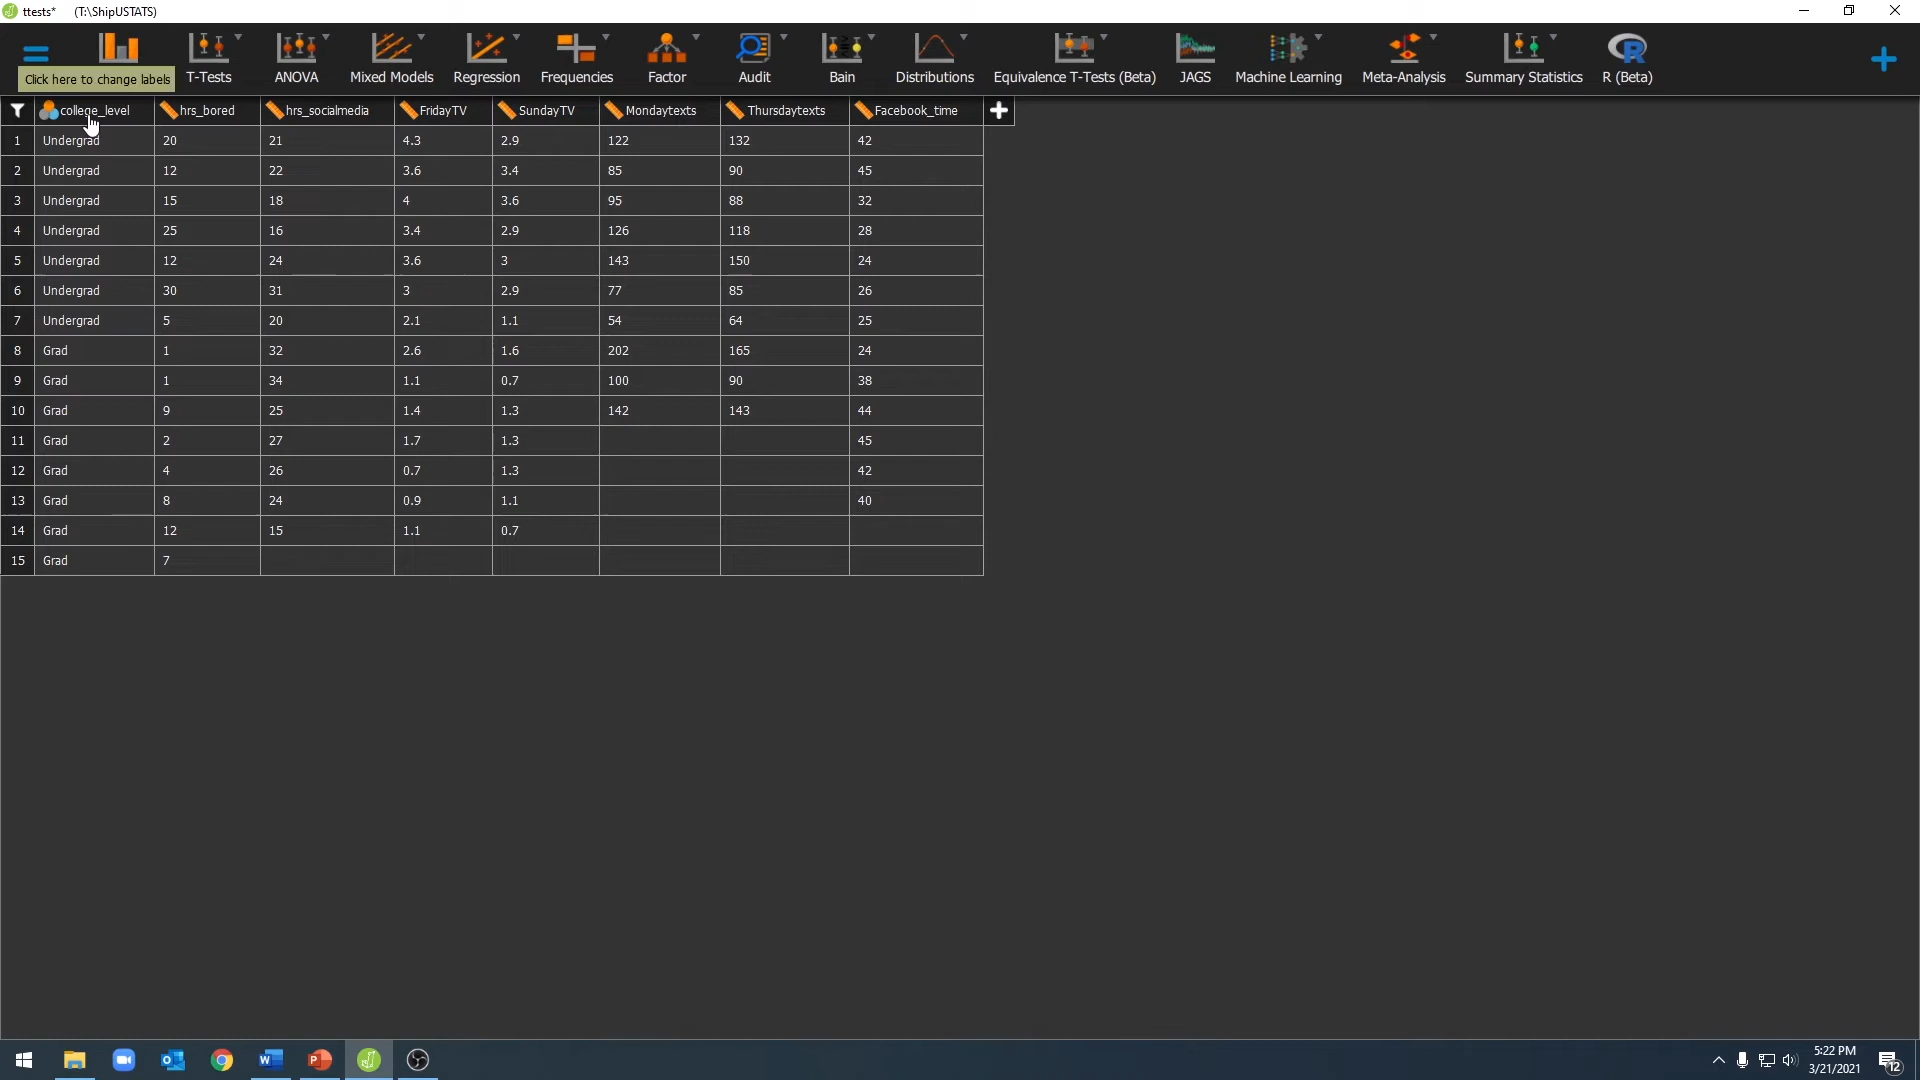 ttests* (T:\ShipUSTATS)
Click here to change labels
T-Tests ANOVA Mixed Models Regression Frequencies Factor Audit Bain Distributions Equivalence T-Tests (Beta) JAGS Machine Learning Meta-Analysis Summary Statistics R (Beta)
college_level hrs_bored hrs_socialmedia FridayTV SundayTV Mondaytexts Thursdaytexts Facebook_time
1 Undergrad 20 21 4.3 2.9 122 132 42
2 Undergrad 12 22 3.6 3.4 85 90 45
3 Undergrad 15 18 4 3.6 95 88 32
4 Undergrad 25 16 3.4 2.9 126 118 28
5 Undergrad 12 24 3.6 3 143 150 24
6 Undergrad 30 31 3 2.9 77 85 26
7 Undergrad 5 20 2.1 1.1 54 64 25
8 Grad 1 32 2.6 1.6 202 165 24
9 Grad 1 34 1.1 0.7 100 90 38
10 Grad 9 25 1.4 1.3 142 143 44
11 Grad 2 27 1.7 1.3 45
12 Grad 4 26 0.7 1.3 42
13 Grad 8 24 0.9 1.1 40
14 Grad 12 15 1.1 0.7
15 Grad 7
5:22 PM
3/21/2021
12